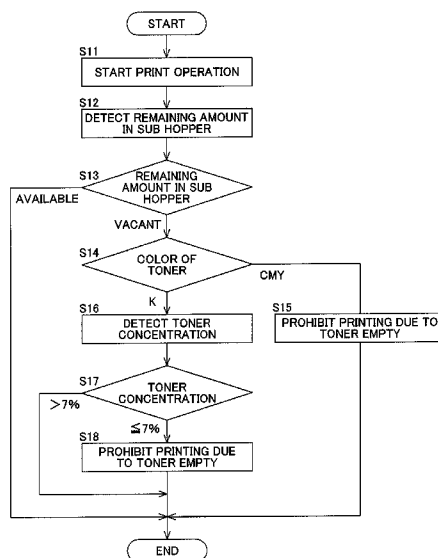 START
S11
START PRINT OPERATION
S12
DETECT REMAINING AMOUNT
IN SUB HOPPER
S13
REMAINING
AMOUNT IN SUB
HOPPER
AVAILABLE
VACANT
S14
COLOR OF
TONER
CMY
K
S15
PROHIBIT PRINTING DUE TO
TONER EMPTY
S16
DETECT TONER
CONCENTRATION
S17
TONER
CONCENTRATION
>7%
≦7%
S18
PROHIBIT PRINTING DUE
TO TONER EMPTY
END